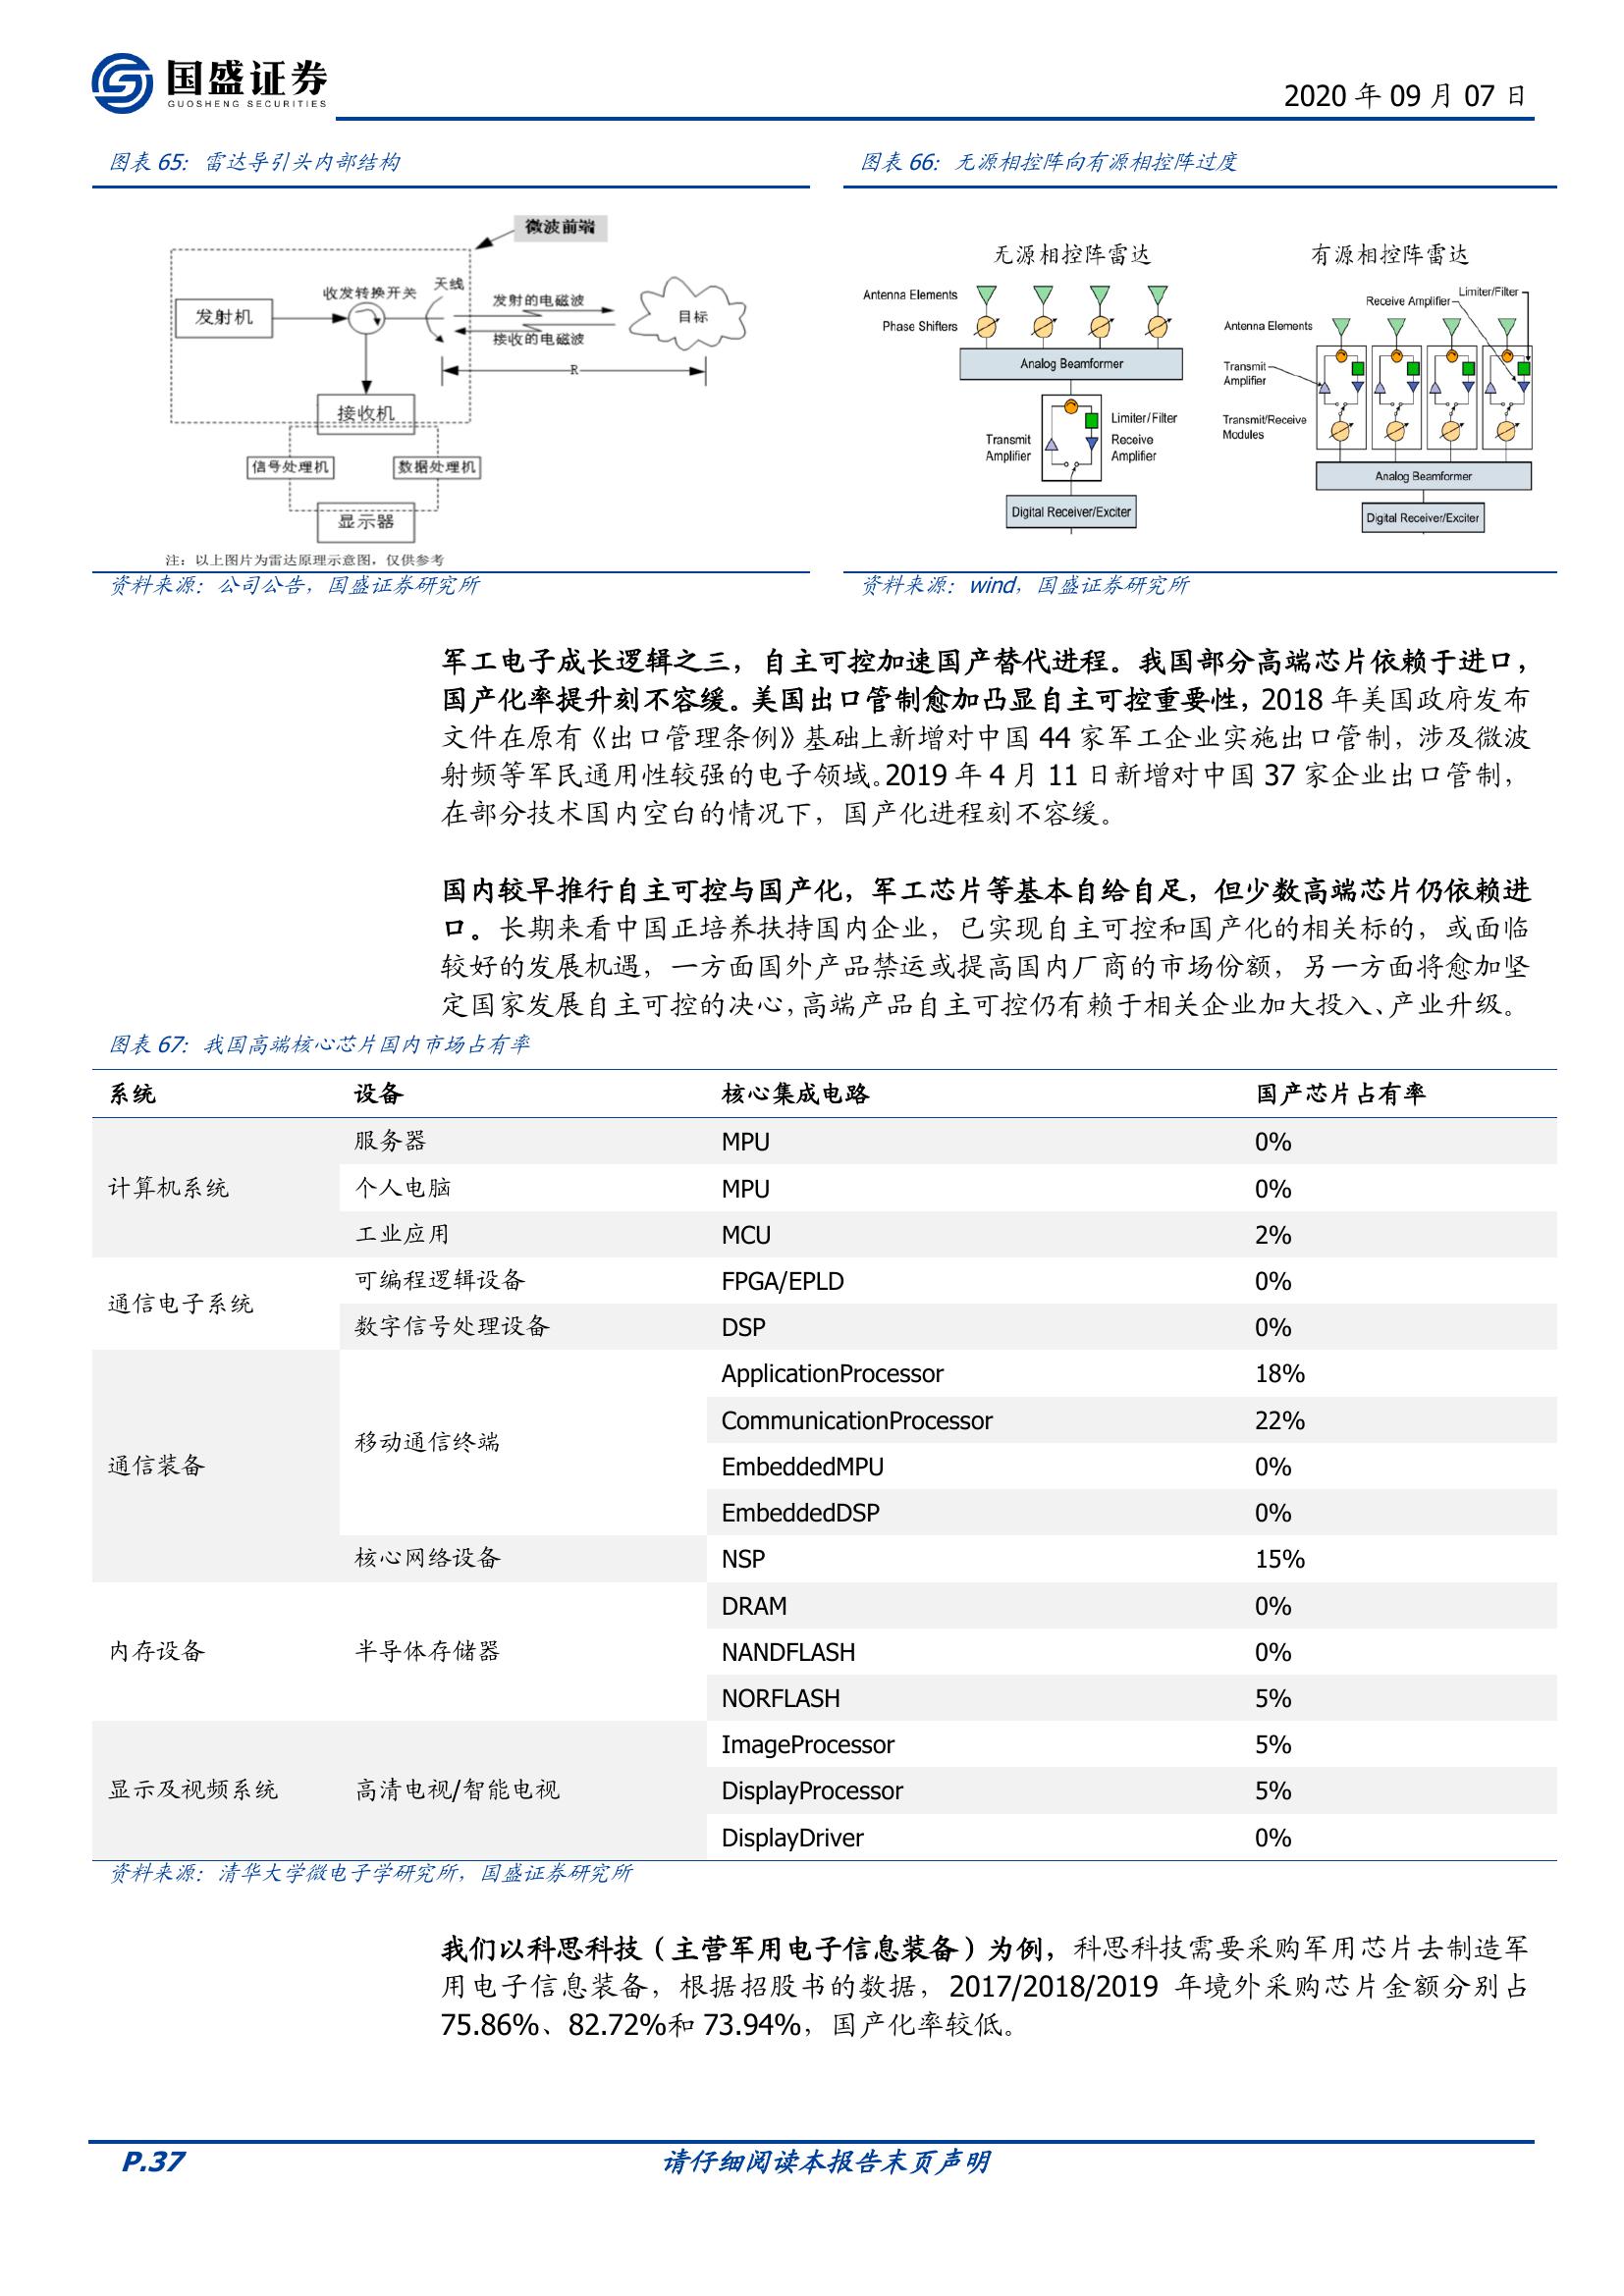 国盛证券
GUOSHENG SECURITIES
2020 年 09 月 07 日
图表 65：雷达导引头内部结构
微波前端
收发转换开关
天线
发射机
发射的电磁波
接收的电磁波
目标
R
接收机
信号处理机
数据处理机
显示器
注：以上图片为雷达原理示意图，仅供参考
资料来源：公司公告，国盛证券研究所
图表 66：无源相控阵向有源相控阵过度
无源相控阵雷达
Antenna Elements
Phase Shifters
Analog Beamformer
Limiter/Filter
Transmit
Amplifier
Receive
Amplifier
Digital Receiver/Exciter
有源相控阵雷达
Limiter/Filter
Receive Amplifier
Antenna Elements
Transmit
Amplifier
Transmit/Receive
Modules
Analog Beamformer
Digital Receiver/Exciter
资料来源：wind，国盛证券研究所
军工电子成长逻辑之三，自主可控加速国产替代进程。我国部分高端芯片依赖于进口，
国产化率提升刻不容缓。美国出口管制愈加凸显自主可控重要性，2018 年美国政府发布
文件在原有《出口管理条例》基础上新增对中国 44 家军工企业实施出口管制，涉及微波
射频等军民通用性较强的电子领域。2019 年 4 月 11 日新增对中国 37 家企业出口管制，
在部分技术国内空白的情况下，国产化进程刻不容缓。
国内较早推行自主可控与国产化，军工芯片等基本自给自足，但少数高端芯片仍依赖进
口。长期来看中国正培养扶持国内企业，已实现自主可控和国产化的相关标的，或面临
较好的发展机遇，一方面国外产品禁运或提高国内厂商的市场份额，另一方面将愈加坚
定国家发展自主可控的决心，高端产品自主可控仍有赖于相关企业加大投入、产业升级。
图表 67：我国高端核心芯片国内市场占有率
系统 设备 核心集成电路 国产芯片占有率
计算机系统 服务器 MPU 0%
个人电脑 MPU 0%
工业应用 MCU 2%
通信电子系统 可编程逻辑设备 FPGA/EPLD 0%
数字信号处理设备 DSP 0%
通信装备 移动通信终端 ApplicationProcessor 18%
CommunicationProcessor 22%
EmbeddedMPU 0%
EmbeddedDSP 0%
核心网络设备 NSP 15%
内存设备 半导体存储器 DRAM 0%
NANDFLASH 0%
NORFLASH 5%
显示及视频系统 高清电视/智能电视 ImageProcessor 5%
DisplayProcessor 5%
DisplayDriver 0%
资料来源：清华大学微电子学研究所，国盛证券研究所
我们以科思科技（主营军用电子信息装备）为例，科思科技需要采购军用芯片去制造军
用电子信息装备，根据招股书的数据，2017/2018/2019 年境外采购芯片金额分别占
75.86%、82.72%和 73.94%，国产化率较低。
P.37
请仔细阅读本报告末页声明